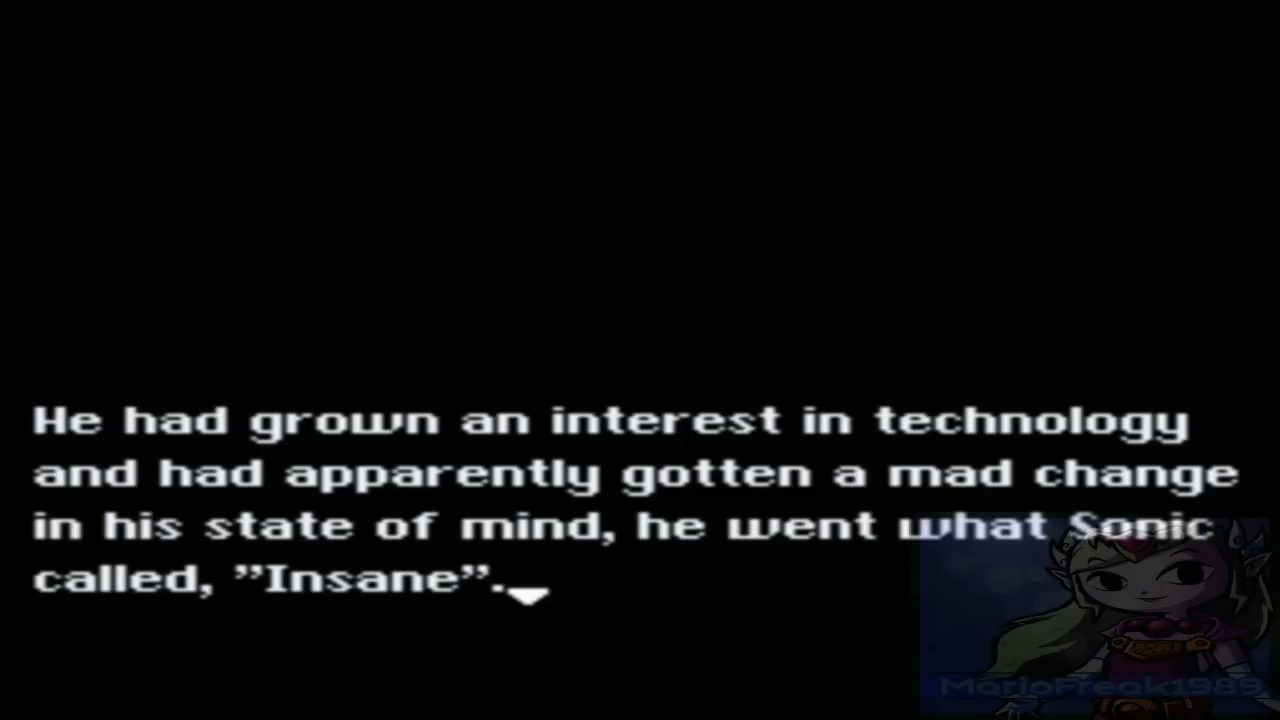 He had grown an interest in technology
and had apparently gotten a mad change
in his state of mind, he went what Sonic
called, ”Insane”.
MarioFreak1989